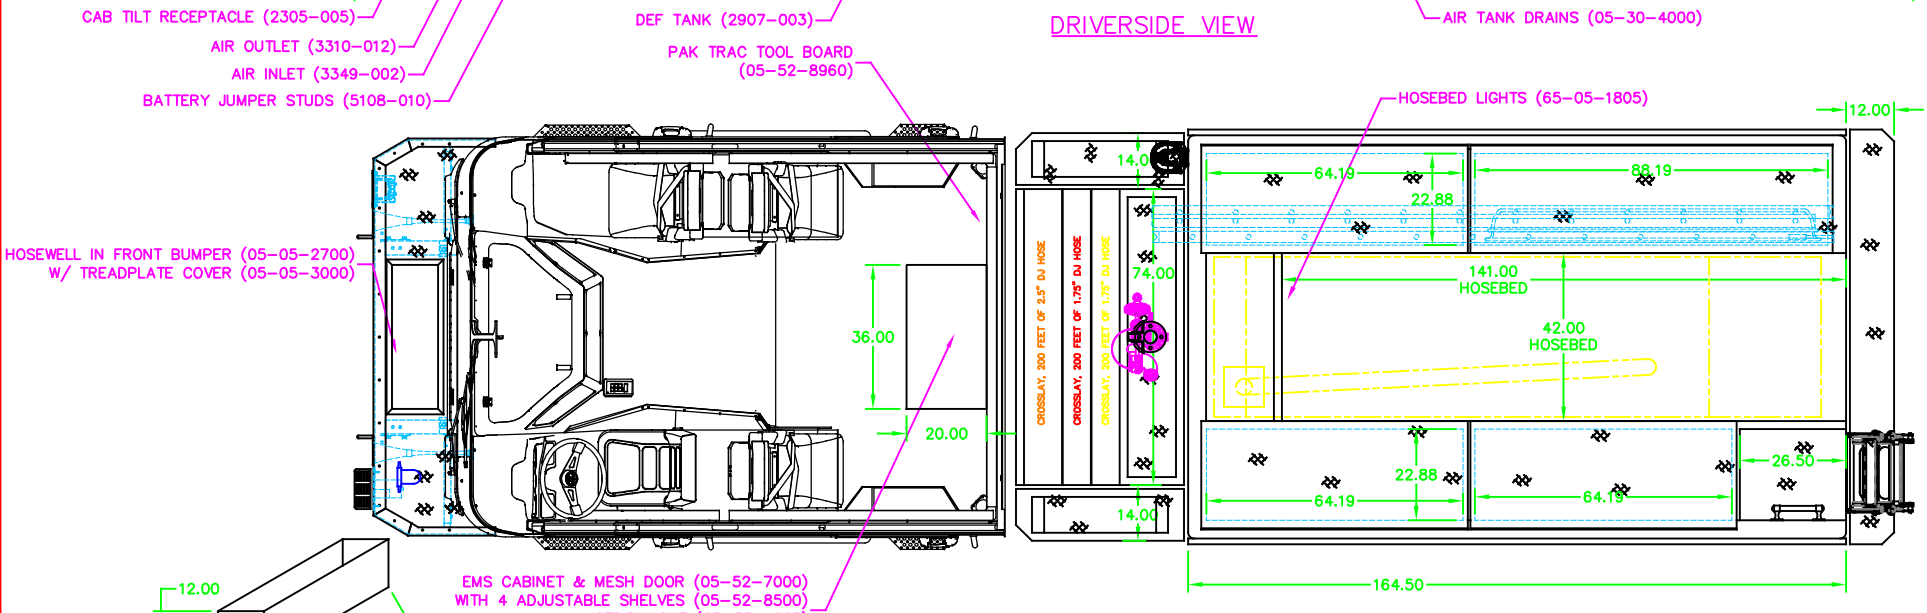 CAB TILT RECEPTACLE (2305-005)
AIR OUTLET (3310-012)
AIR INLET (3349-002)
BATTERY JUMPER STUDS (5108-010)
DEF TANK (2907-003)
PAK TRAC TOOL BOARD
(05-52-8960)
DRIVERSIDE VIEW
AIR TANK DRAINS (05-30-4000)
HOSEBED LIGHTS (65-05-1805)
12.00
HOSEWELL IN FRONT BUMPER (05-05-2700)
W/ TREADPLATE COVER (05-05-3000)
14.00
64.19
22.88
88.19
74.00
141.00
HOSEBED
42.00
HOSEBED
36.00
20.00
CROSSLAY, 200 FEET OF 2.5" DJ HOSE
CROSSLAY, 200 FEET OF 1.75" DJ HOSE
CROSSLAY, 200 FEET OF 1.75" DJ HOSE
22.88
64.19
64.19
26.50
14.00
164.50
12.00
EMS CABINET & MESH DOOR (05-52-7000)
WITH 4 ADJUSTABLE SHELVES (05-52-8500)